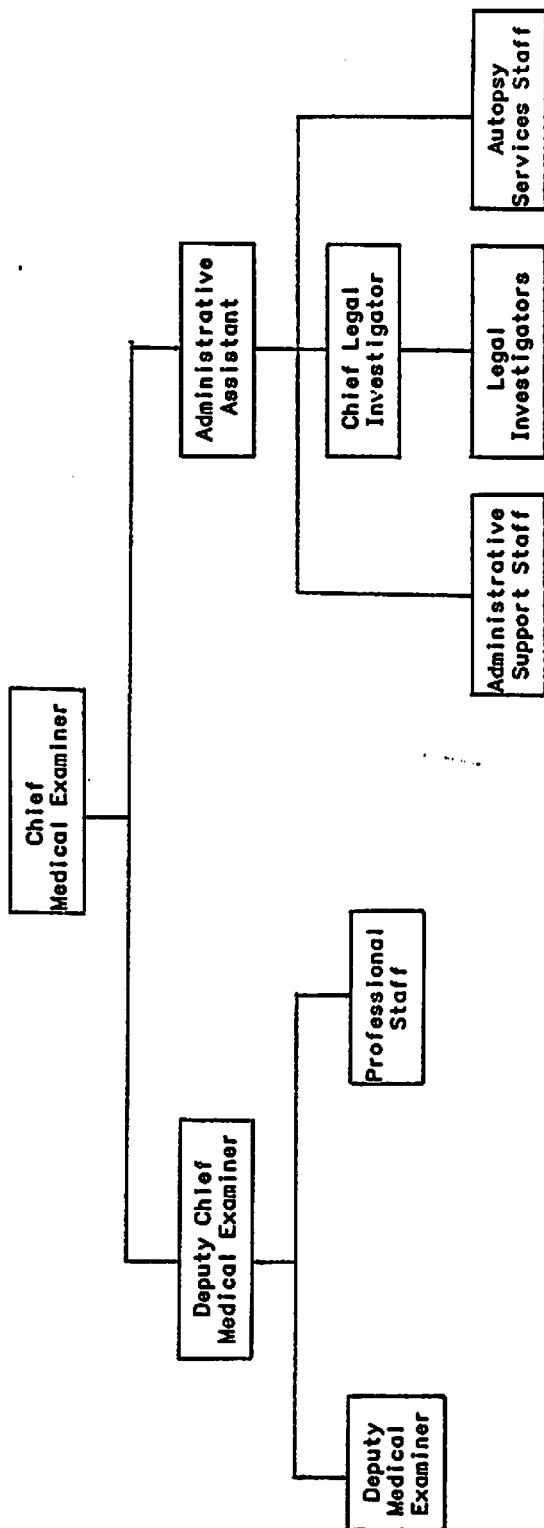 Chief
Medical Examiner
Deputy Chief
Medical Examiner
Administrative
Assistant
Deputy
Medical
Examiner
Professional
Staff
Chief Legal
Investigator
Administrative
Support Staff
Legal
Investigators
Autopsy
Services Staff